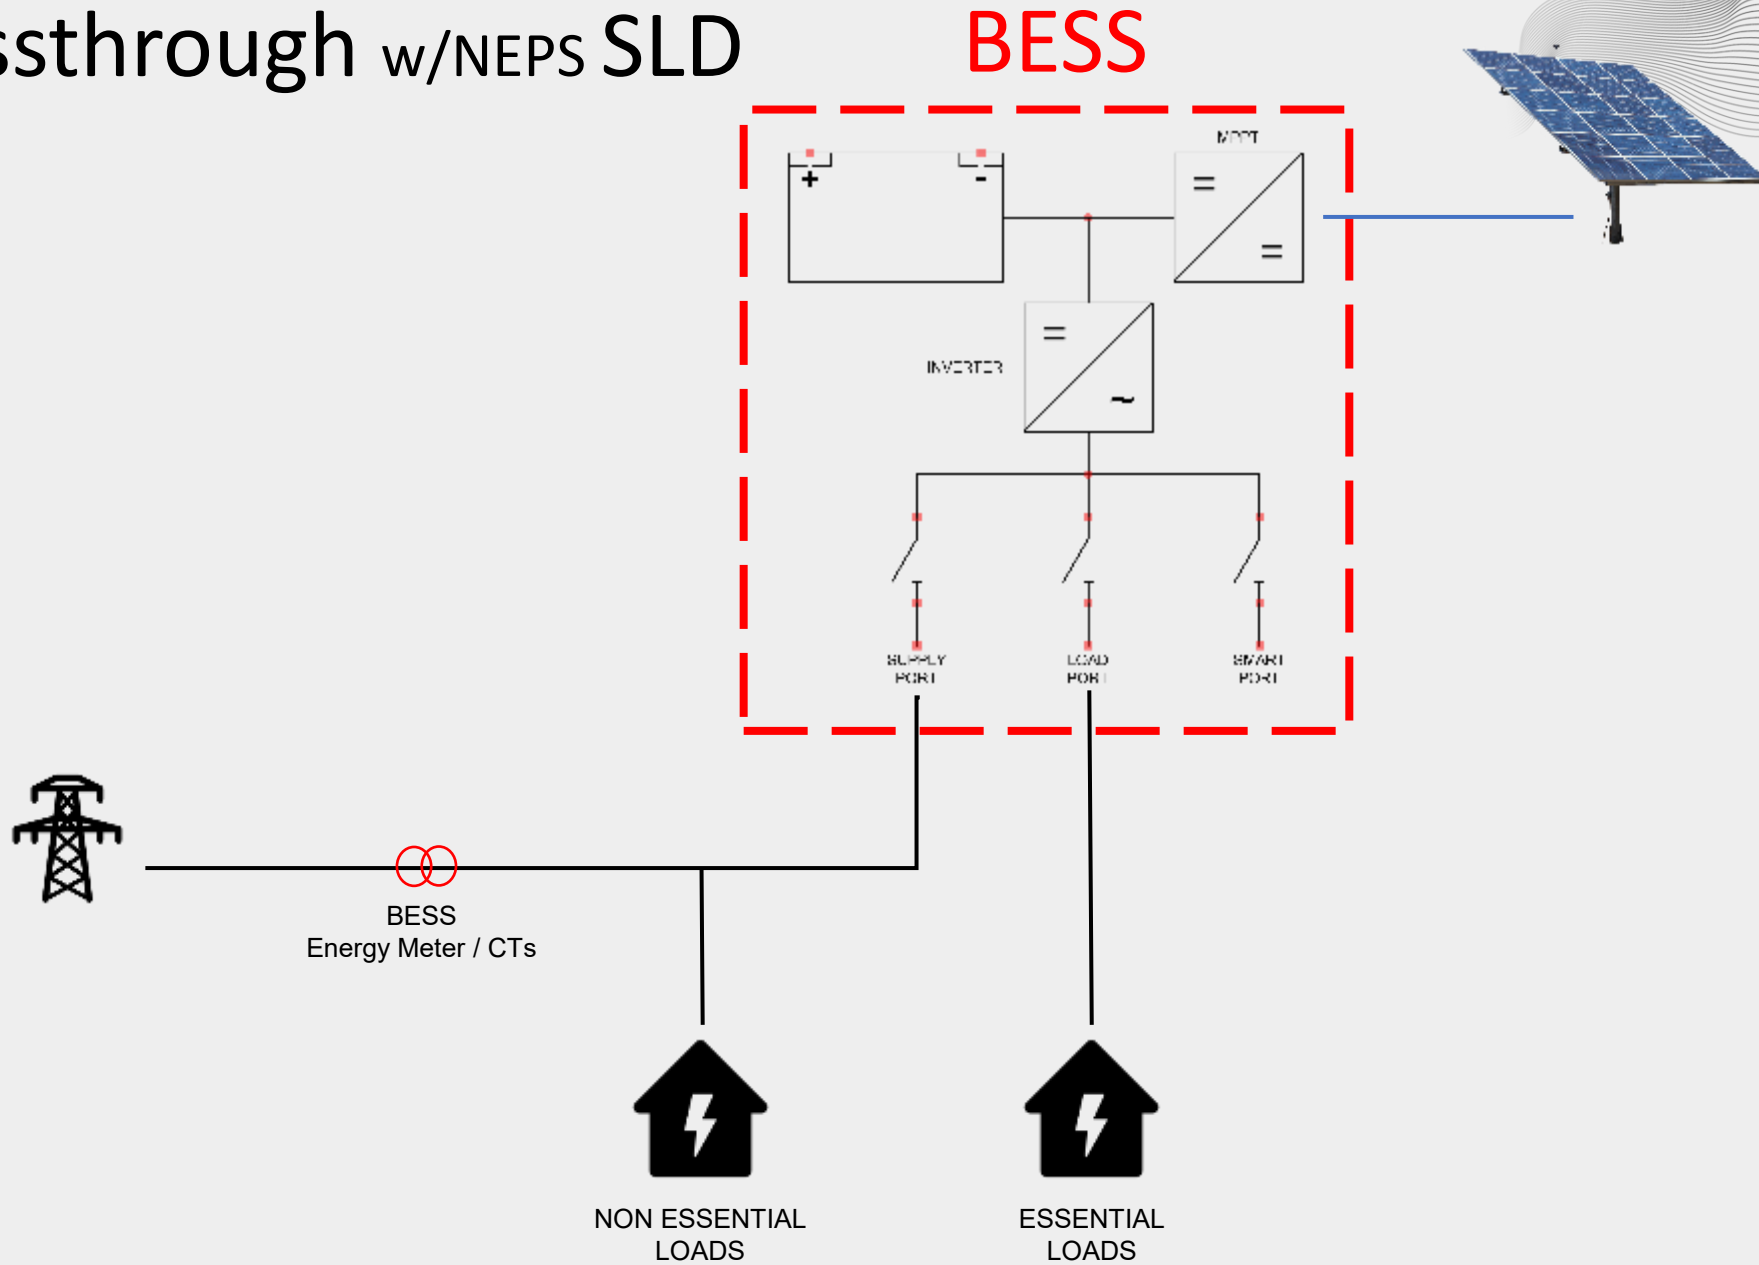 ssthrough w/NEPS SLD
BESS
MPPT
+
-
=
=
INVERTER
=
~
SUPPLY
PORT
LOAD
PORT
SMART
PORT
BESS
Energy Meter / CTs
NON ESSENTIAL
LOADS
ESSENTIAL
LOADS